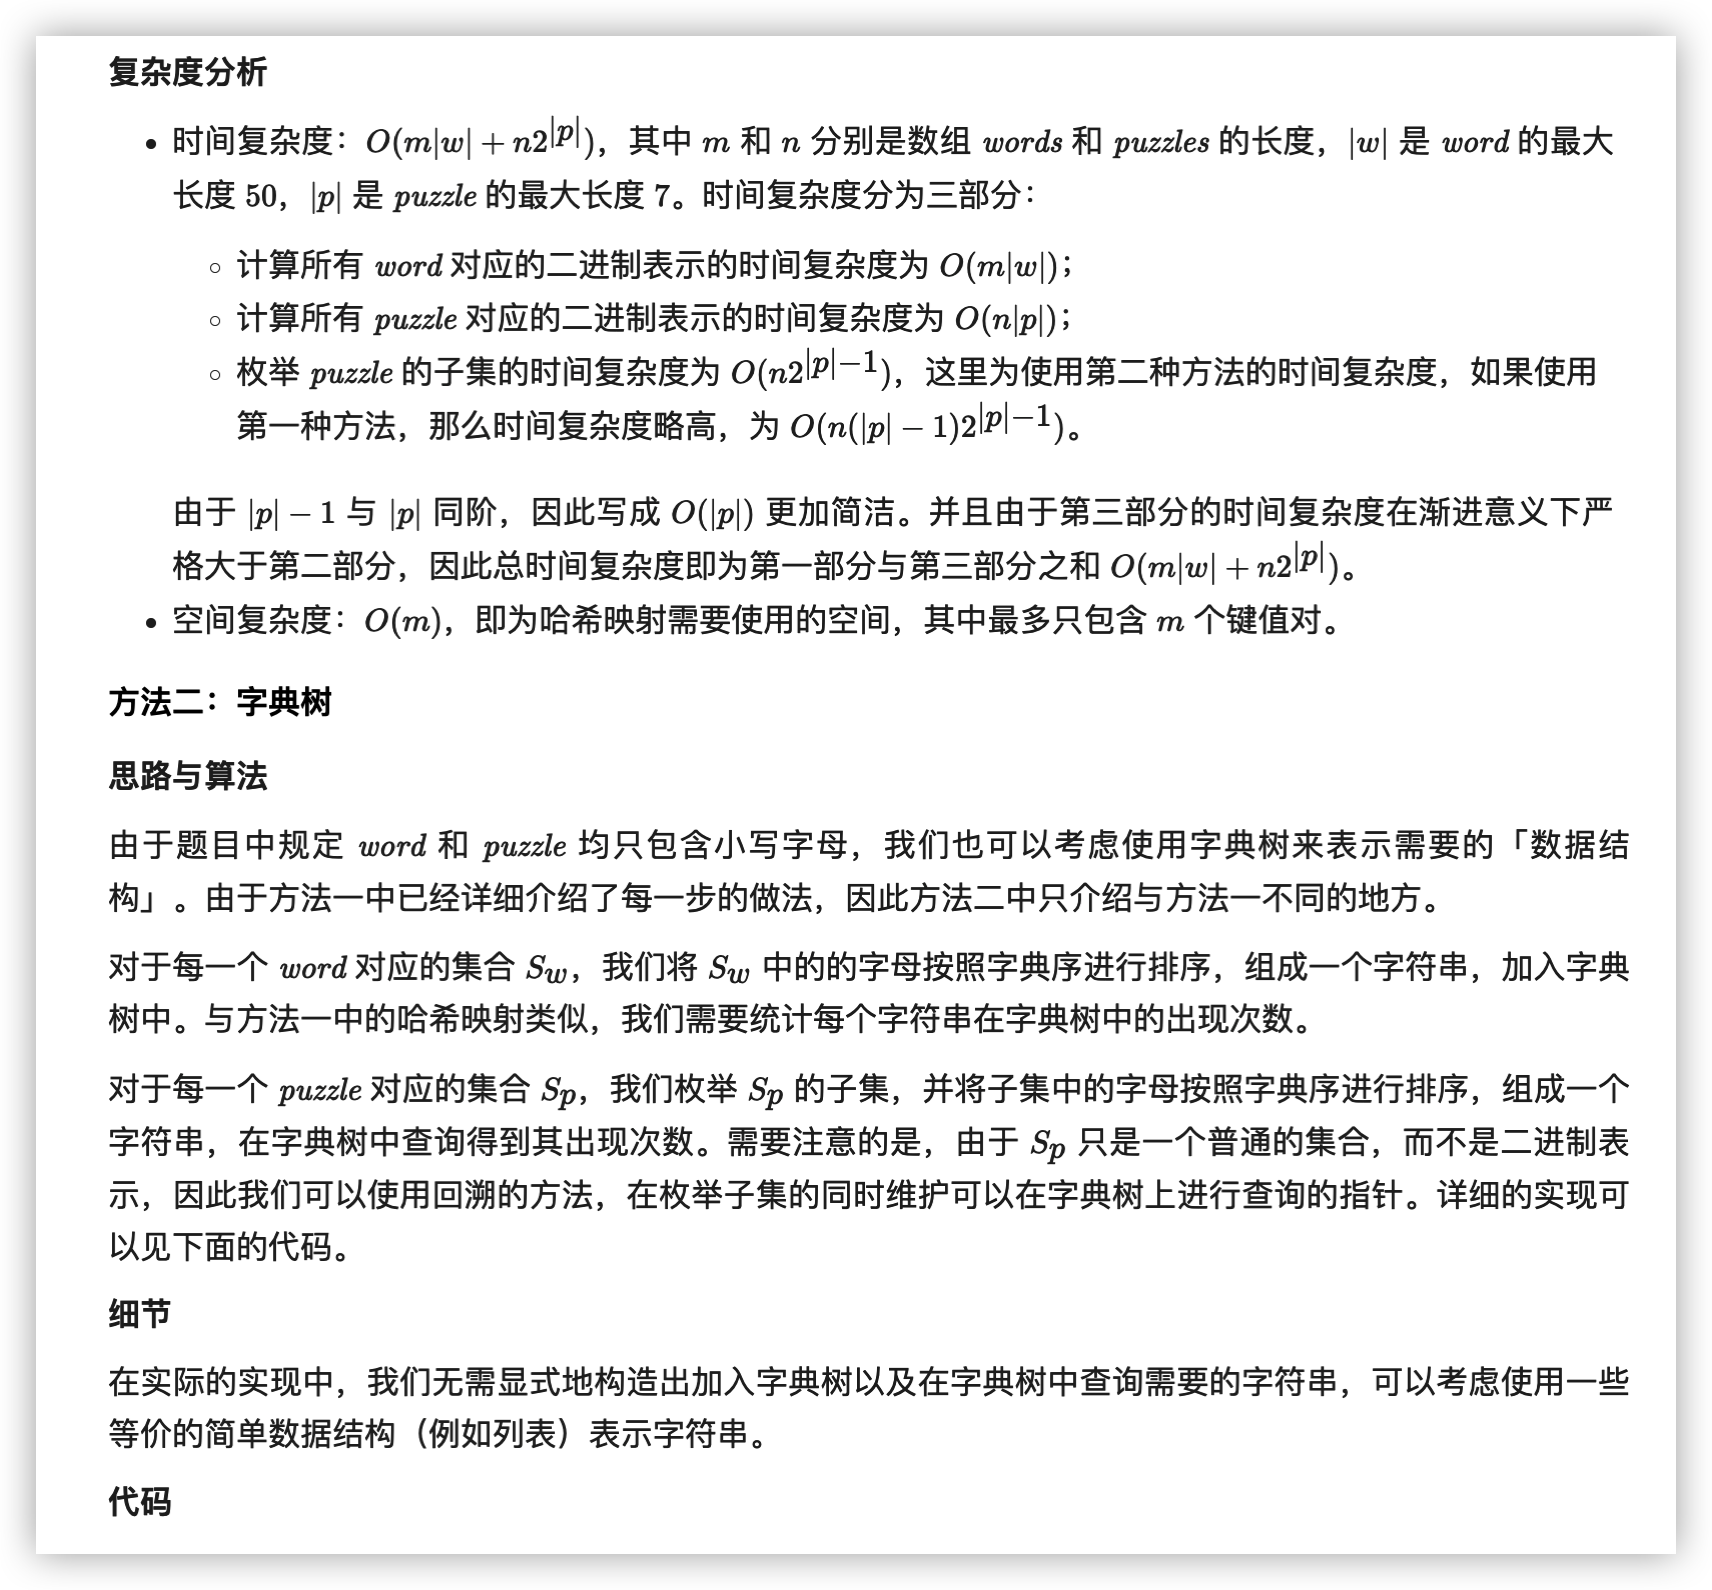 复杂度分析
• 时间复杂度：O(m|w| + n2^{|p|})，其中 m 和 n 分别是数组 words 和 puzzles 的长度，|w| 是 word 的最大
长度 50，|p| 是 puzzle 的最大长度 7。时间复杂度分为三部分：
◦ 计算所有 word 对应的二进制表示的时间复杂度为 O(m|w|)；
◦ 计算所有 puzzle 对应的二进制表示的时间复杂度为 O(n|p|)；
◦ 枚举 puzzle 的子集的时间复杂度为 O(n2^{|p|−1})，这里为使用第二种方法的时间复杂度，如果使用
第一种方法，那么时间复杂度略高，为 O(n(|p| − 1)2^{|p|−1})。
由于 |p| − 1 与 |p| 同阶，因此写成 O(|p|) 更加简洁。并且由于第三部分的时间复杂度在渐进意义下严
格大于第二部分，因此总时间复杂度即为第一部分与第三部分之和 O(m|w| + n2^{|p|})。
• 空间复杂度：O(m)，即为哈希映射需要使用的空间，其中最多只包含 m 个键值对。
方法二：字典树
思路与算法
由于题目中规定 word 和 puzzle 均只包含小写字母，我们也可以考虑使用字典树来表示需要的「数据结
构」。由于方法一中已经详细介绍了每一步的做法，因此方法二中只介绍与方法一不同的地方。
对于每一个 word 对应的集合 S_w，我们将 S_w 中的的字母按照字典序进行排序，组成一个字符串，加入字典
树中。与方法一中的哈希映射类似，我们需要统计每个字符串在字典树中的出现次数。
对于每一个 puzzle 对应的集合 S_p，我们枚举 S_p 的子集，并将子集中的字母按照字典序进行排序，组成一个
字符串，在字典树中查询得到其出现次数。需要注意的是，由于 S_p 只是一个普通的集合，而不是二进制表
示，因此我们可以使用回溯的方法，在枚举子集的同时维护可以在字典树上进行查询的指针。详细的实现可
以见下面的代码。
细节
在实际的实现中，我们无需显式地构造出加入字典树以及在字典树中查询需要的字符串，可以考虑使用一些
等价的简单数据结构（例如列表）表示字符串。
代码